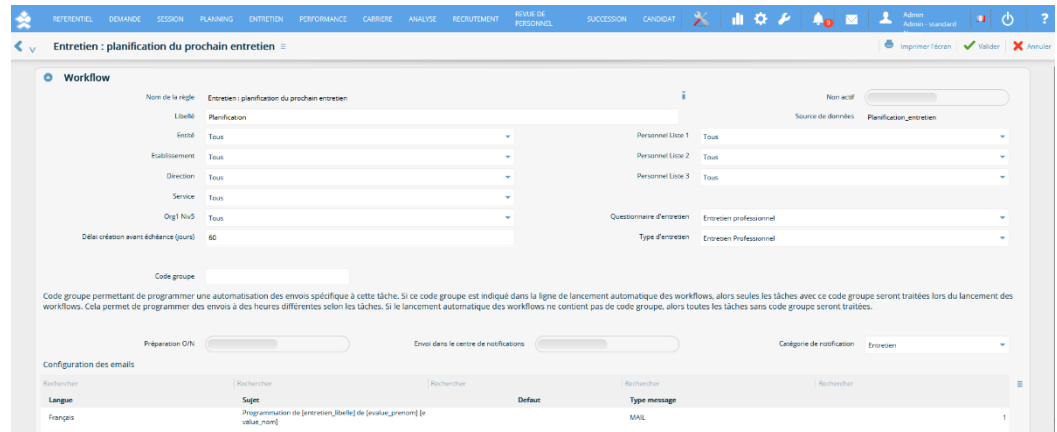 REFERENTIEL DEMANDE SESSION PLANNING ENTRETIEN PERFORMANCE CARRIERE ANALYSE RECRUTEMENT REVUE DE PERSONNEL SUCCESSION CANDIDAT 9 Admin ?
Admin - standard
Entretien : planification du prochain entretien Imprimer l'écran Valider Annuler
Workflow
Nom de la règle Entretien : planification du prochain entretien Non actif
Libellé Planification Source de données Planification_entretien
Entité Tous Personnel Liste 1 Tous
Etablissement Tous Personnel Liste 2 Tous
Direction Tous Personnel Liste 3 Tous
Service Tous
Org1 Niv5 Tous Questionnaire d'entretien Entretien professionnel
Délai création avant échéance (jours) 60 Type d'entretien Entretien Professionnel
Code groupe
Code groupe permettant de programmer une automatisation des envois spécifique à cette tâche. Si ce code groupe est indiqué dans la ligne de lancement automatique des workflows, alors seules les tâches avec ce code groupe seront traitées lors du lancement des
workflows. Cela permet de programmer des envois à des heures différentes selon les tâches. Si le lancement automatique des workflows ne contient pas de code groupe, alors toutes les tâches sans code groupe seront traitées.
Préparation O/N Envoi dans le centre de notifications Catégorie de notification Entretien
Configuration des emails
Rechercher Rechercher Rechercher Rechercher Rechercher
Langue Sujet Defaut Type message
Français Programmation de [entretien_libelle] de [evalue_prenom] [e MAIL 1
value_nom]